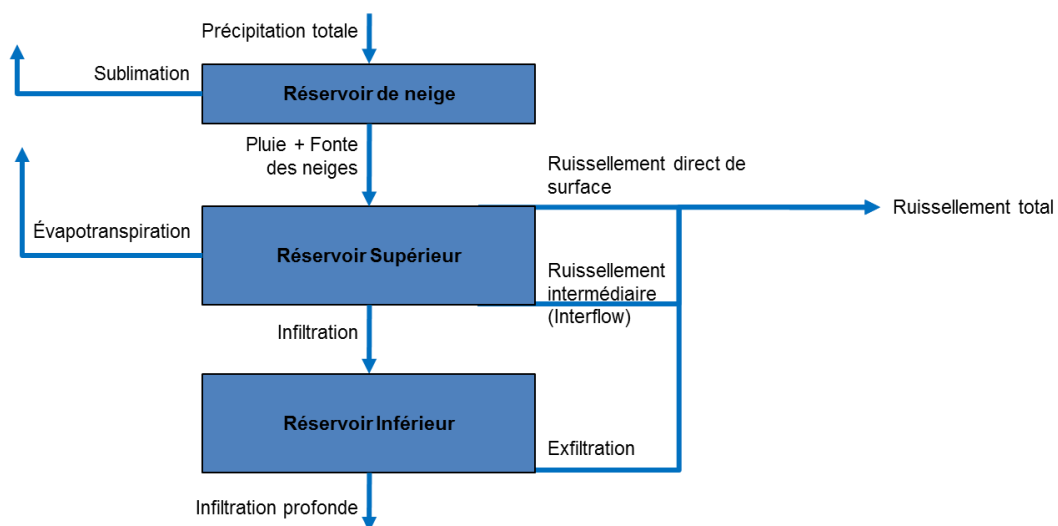 Précipitation totale
Sublimation
Réservoir de neige
Pluie + Fonte
des neiges
Ruissellement direct de
surface
Ruissellement total
Évapotranspiration
Réservoir Supérieur
Ruissellement
intermédiaire
(Interflow)
Infiltration
Réservoir Inférieur
Exfiltration
Infiltration profonde